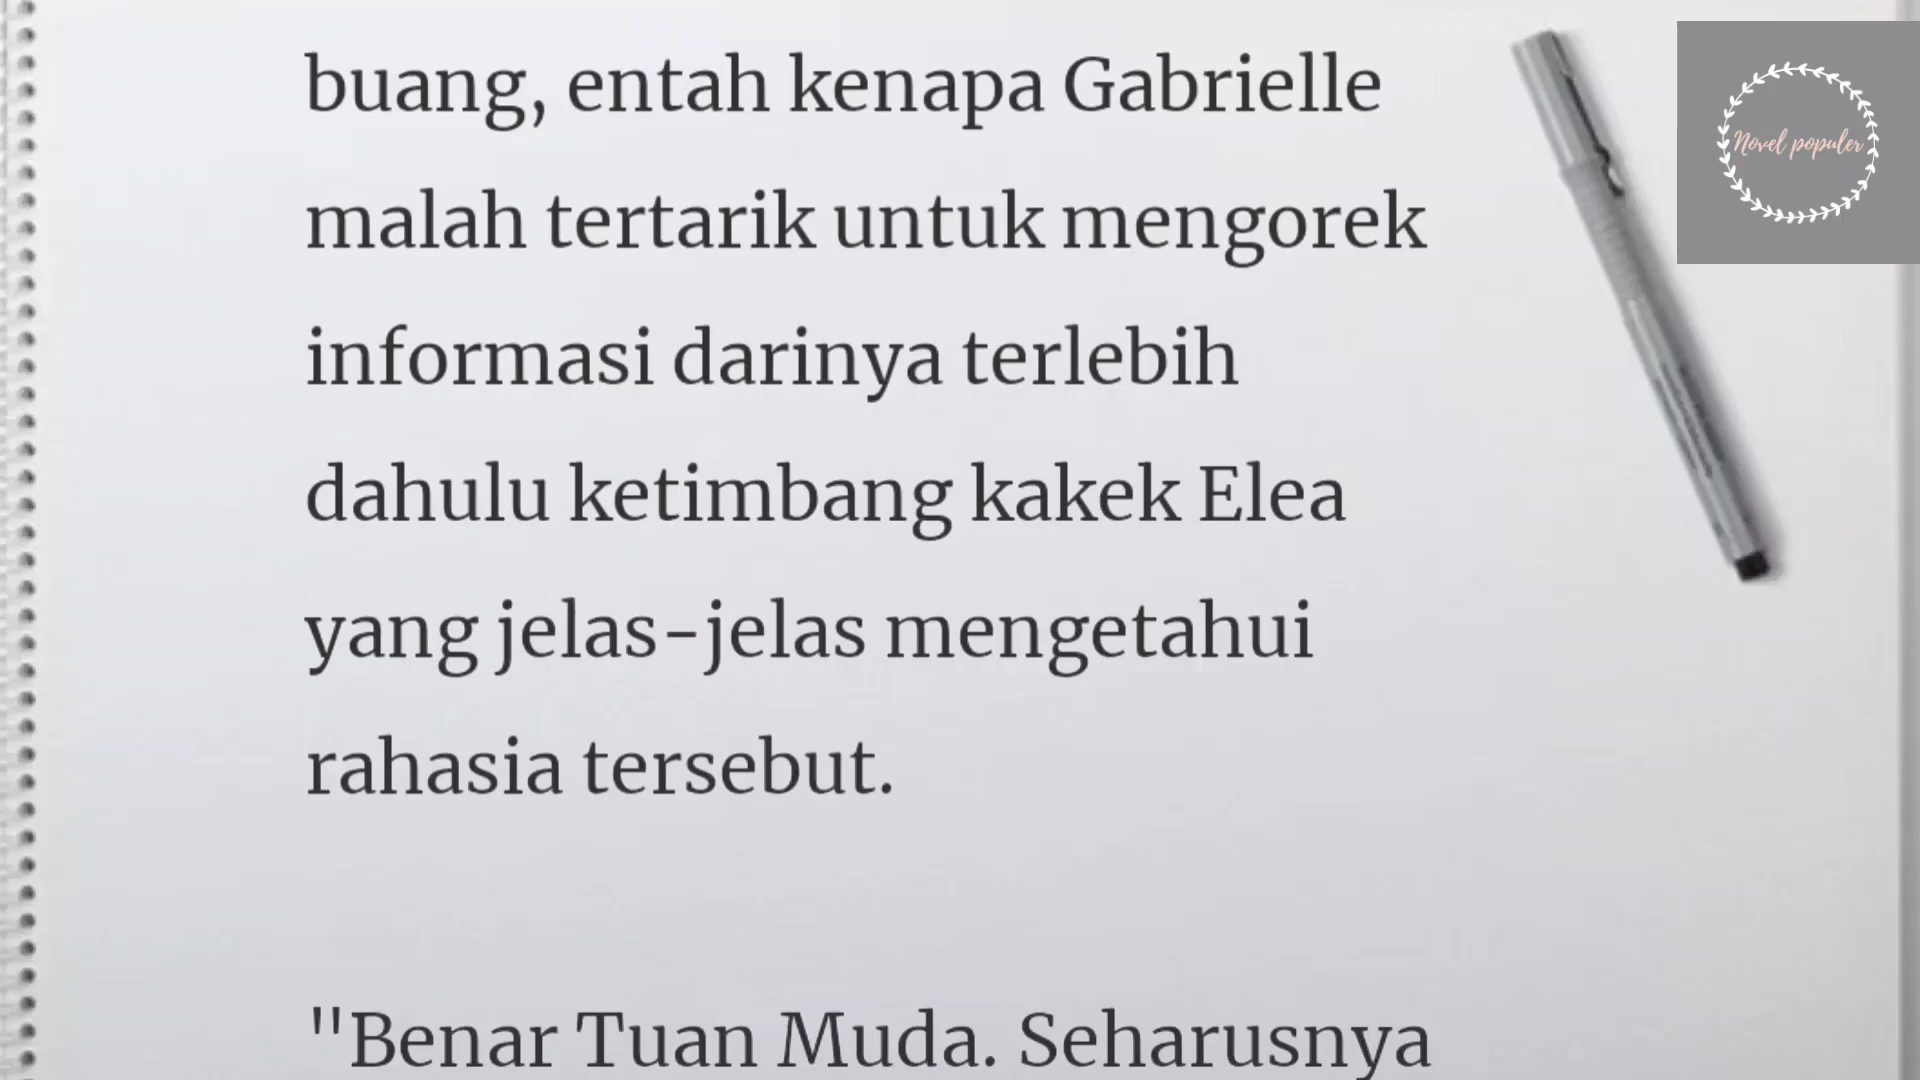 buang, entah kenapa Gabrielle
malah tertarik untuk mengorek
informasi darinya terlebih
dahulu ketimbang kakek Elea
yang jelas-jelas mengetahui
rahasia tersebut.
"Benar Tuan Muda. Seharusnya
Novel populer